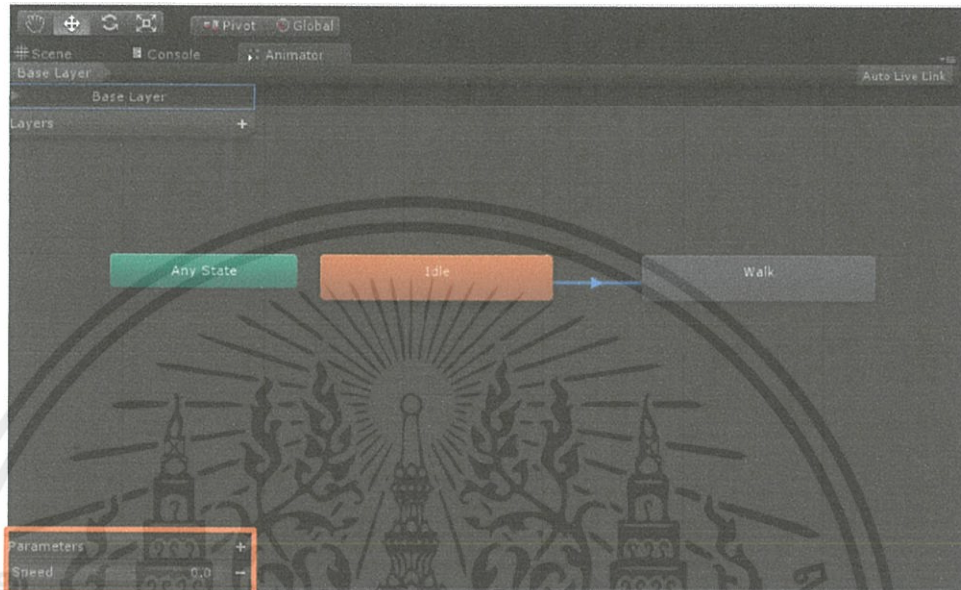 Pivot Global
Scene Console Animator
Base Layer
Auto Live Link
Base Layer
Layers +
Any State Idle Walk
Parameters +
Speed 0.0 −